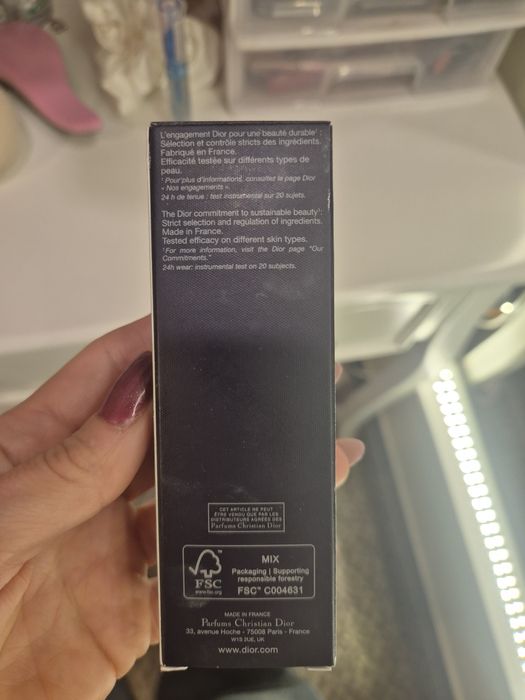 L'engagement Dior pour une beauté durable¹ :
Sélection et contrôle stricts des ingrédients.
Fabriqué en France.
Efficacité testée sur différents types de
peau.
¹ Pour plus d'informations, consultez la page Dior
« Nos engagements ».
24 h de tenue : test instrumental sur 20 sujets.
The Dior commitment to sustainable beauty¹:
Strict selection and regulation of ingredients.
Made in France.
Tested efficacy on different skin types.
¹ For more information, visit the Dior page "Our
Commitments."
24h wear: instrumental test on 20 subjects.
CET ARTICLE NE PEUT
ÊTRE VENDU QUE PAR LES
DISTRIBUTEURS AGRÉÉS DES
Parfums Christian Dior
FSC
www.fsc.org
MIX
Packaging | Supporting
responsible forestry
FSC™ C004631
MADE IN FRANCE
Parfums Christian Dior
33, avenue Hoche - 75008 Paris - France
W1S 2UE, UK
www.dior.com